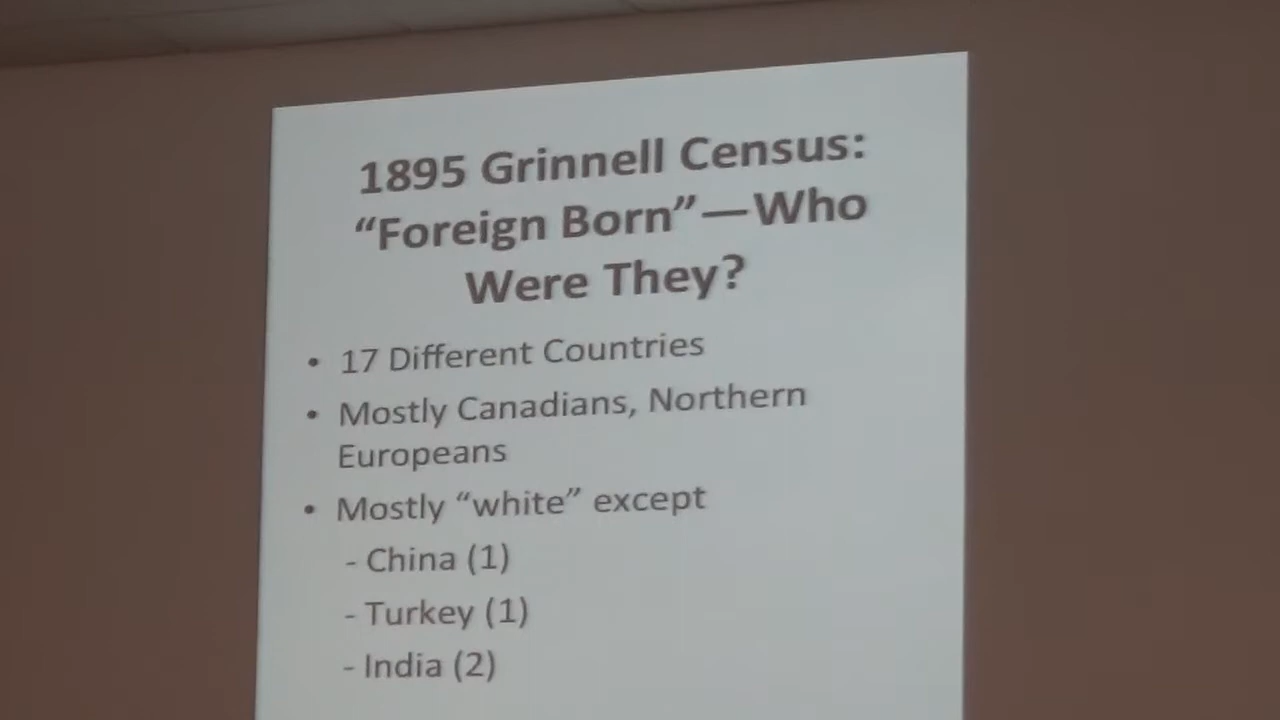 1895 Grinnell Census:
“Foreign Born”—Who
Were They?
• 17 Different Countries
• Mostly Canadians, Northern
Europeans
• Mostly “white” except
- China (1)
- Turkey (1)
- India (2)